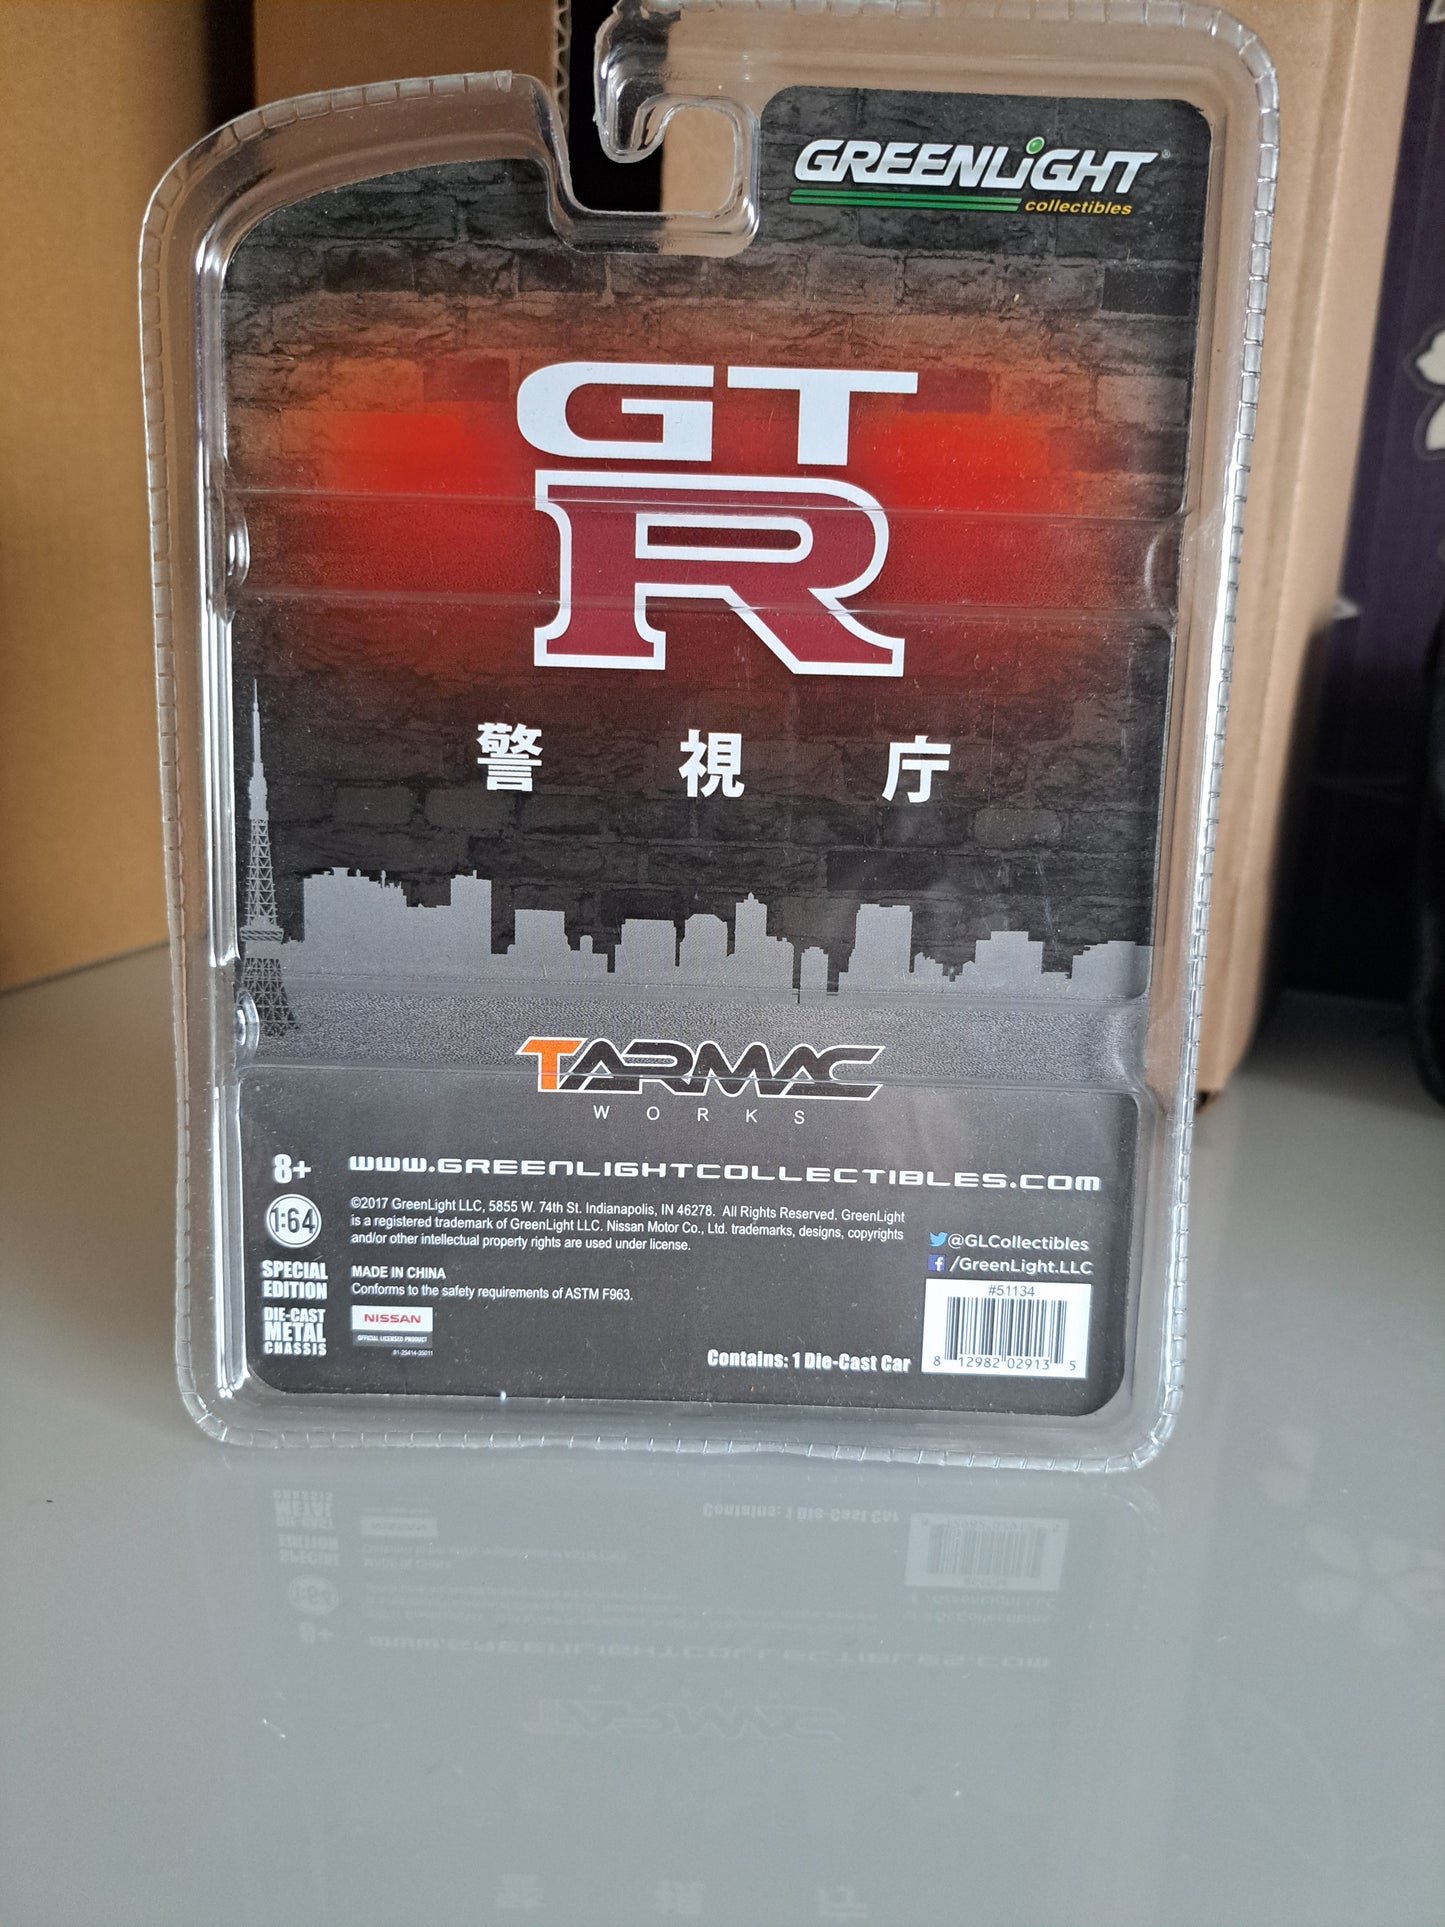 GREENLiGHT®
collectibles
GT
R
警視庁
TARMAC
WORKS
8+
WWW.GREENLIGHTCOLLECTIBLES.COM
1:64
©2017 GreenLight LLC, 5855 W. 74th St. Indianapolis, IN 46278. All Rights Reserved. GreenLight
is a registered trademark of GreenLight LLC. Nissan Motor Co., Ltd. trademarks, designs, copyrights
and/or other intellectual property rights are used under license.
@GLCollectibles
/GreenLight.LLC
SPECIAL
EDITION
MADE IN CHINA
Conforms to the safety requirements of ASTM F963.
DIE-CAST
METAL
CHASSIS
NISSAN
OFFICIAL LICENSED PRODUCT
Contains: 1 Die-Cast Car
#51134
8 12982 02913 5